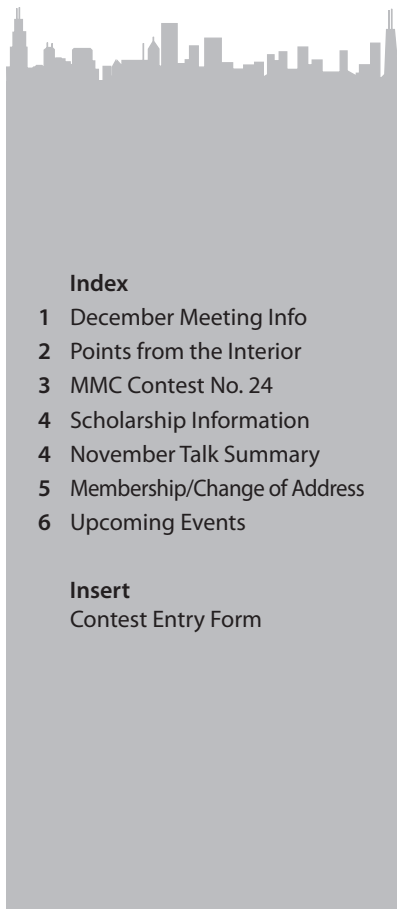 Index
1 December Meeting Info
2 Points from the Interior
3 MMC Contest No. 24
4 Scholarship Information
4 November Talk Summary
5 Membership/Change of Address
6 Upcoming Events
Insert
Contest Entry Form